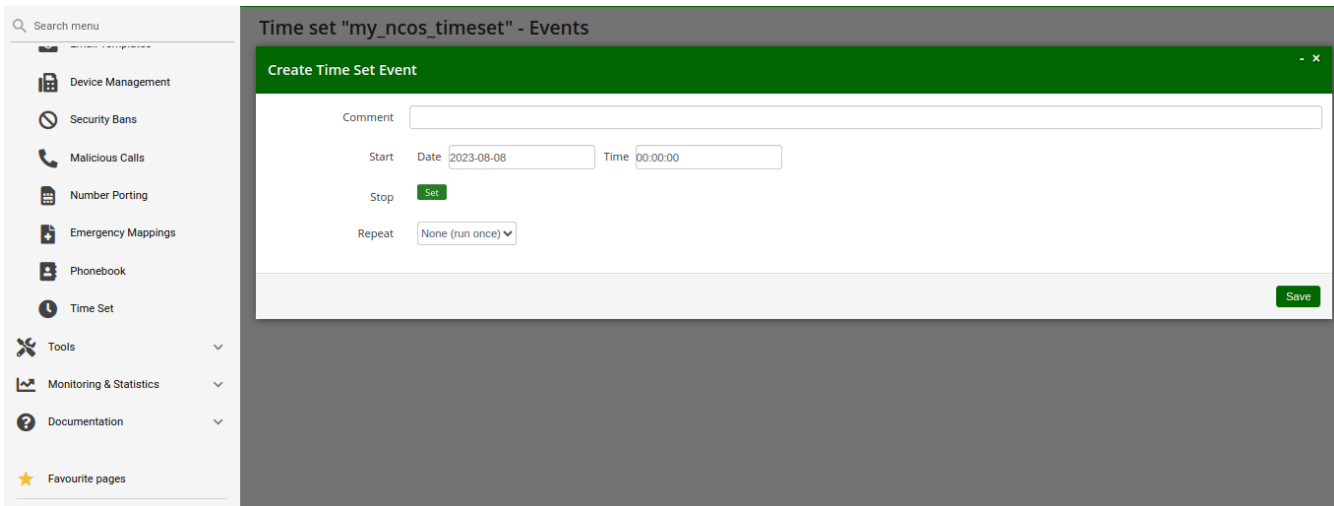 Search menu
Email Templates
Device Management
Security Bans
Malicious Calls
Number Porting
Emergency Mappings
Phonebook
Time Set
Tools
Monitoring & Statistics
Documentation
Favourite pages
Time set "my_ncos_timeset" - Events
Create Time Set Event
- ×
Comment
Start Date 2023-08-08 Time 00:00:00
Stop Set
Repeat None (run once)
Save